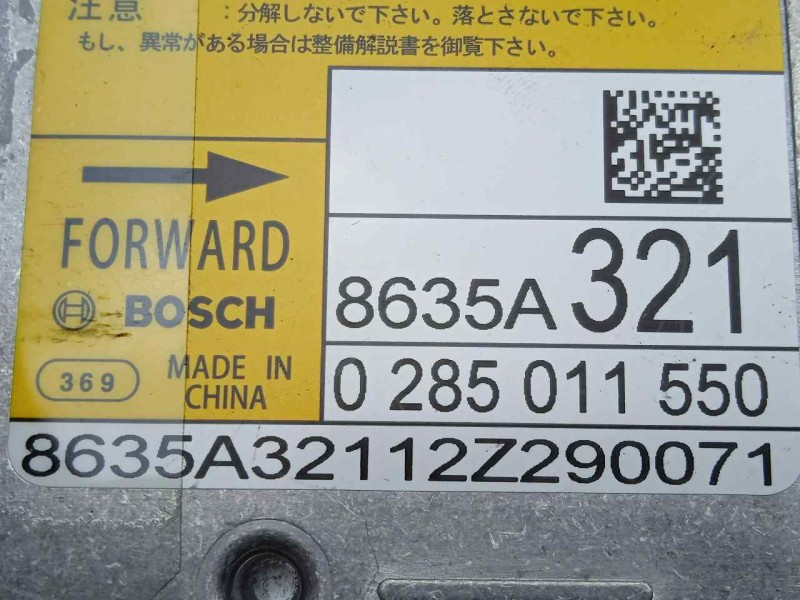 注意 :分解しないで下さい。落とさないで下さい。
もし、異常がある場合は整備解説書を御覧下さい。
FORWARD
BOSCH
8635A 321
369
MADE IN
CHINA
0 285 011 550
8635A32112Z290071